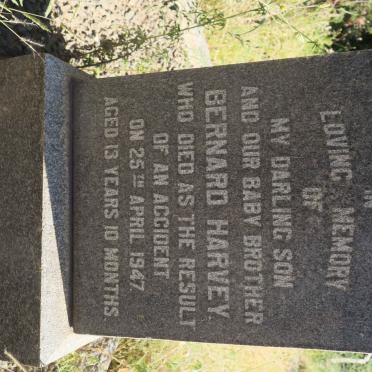 IN
LOVING MEMORY
OF
MY DARLING SON
AND OUR BABY BROTHER
BERNARD HARVEY,
WHO DIED AS THE RESULT
OF AN ACCIDENT
ON 25TH APRIL 1947
AGED 13 YEARS 10 MONTHS